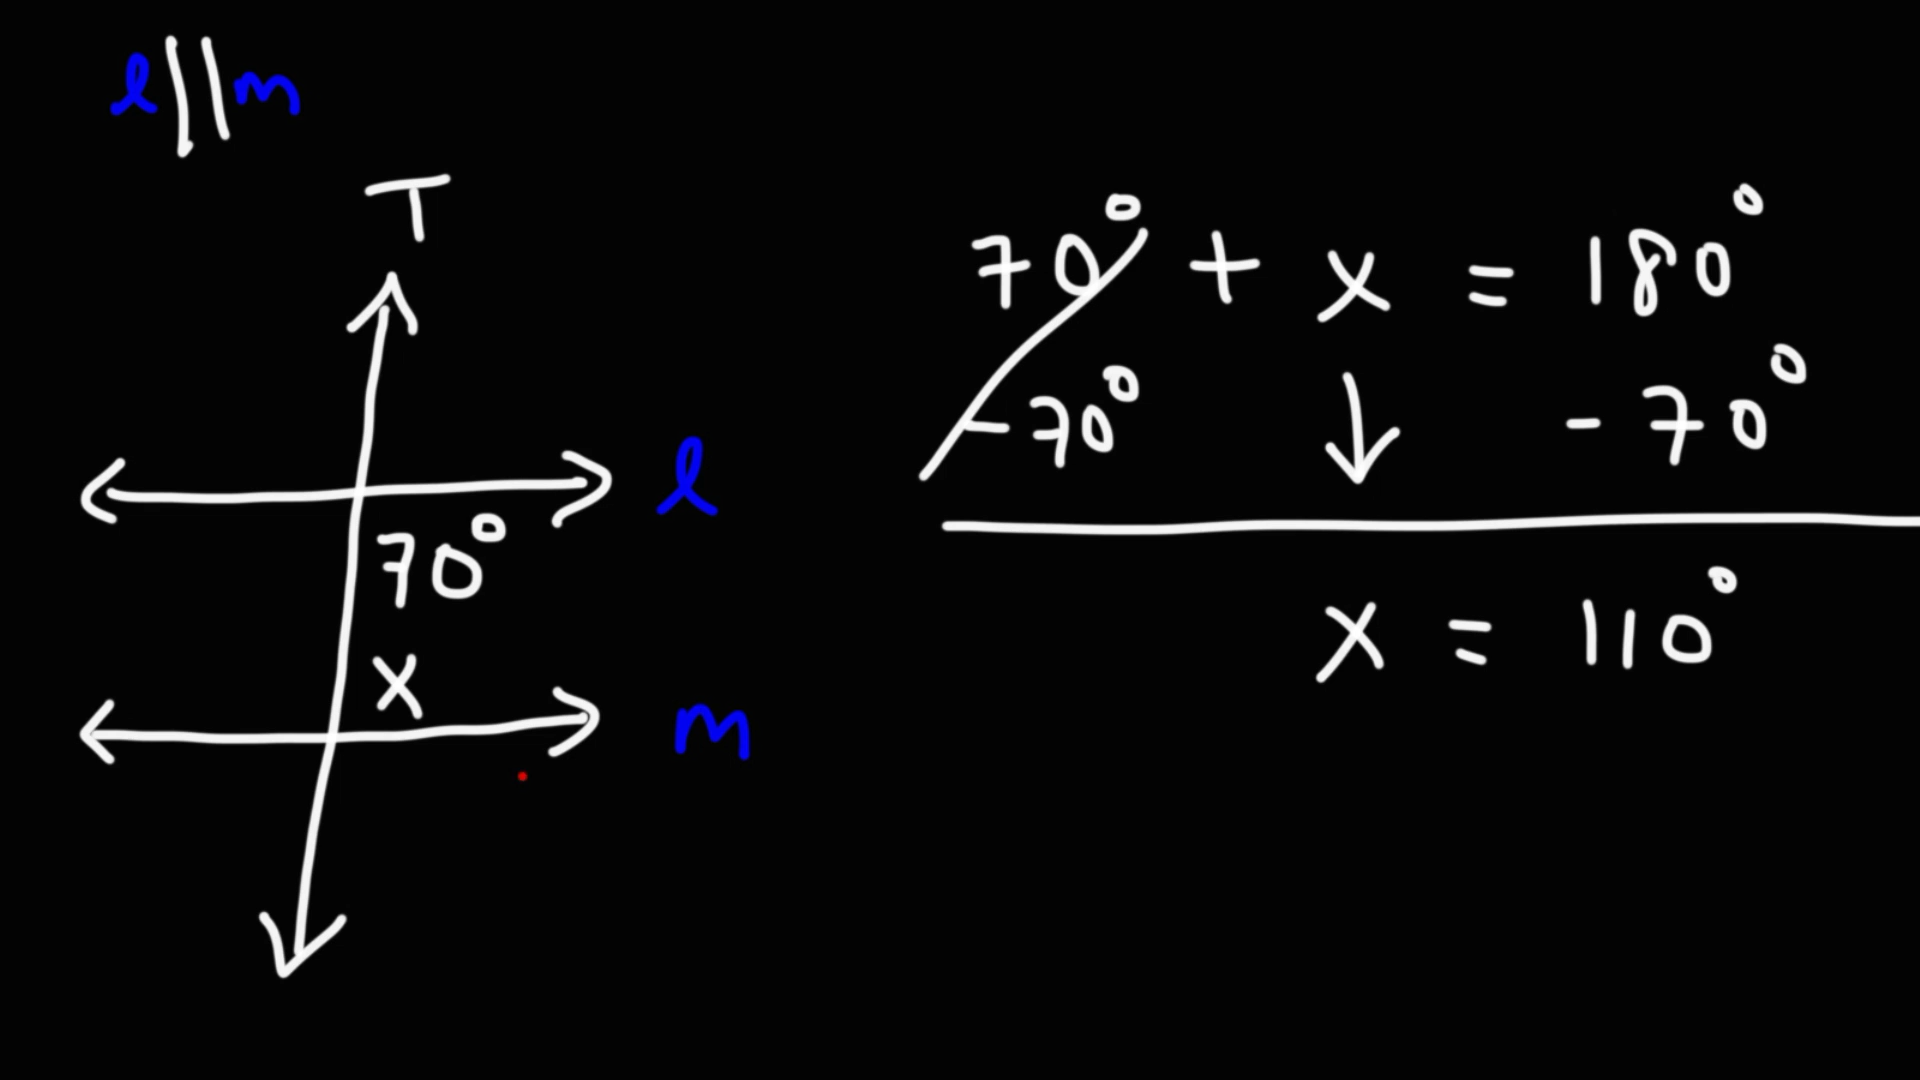 l || m
T
l
70°
x
m
70° + x = 180°
-70° - 70°
x = 110°